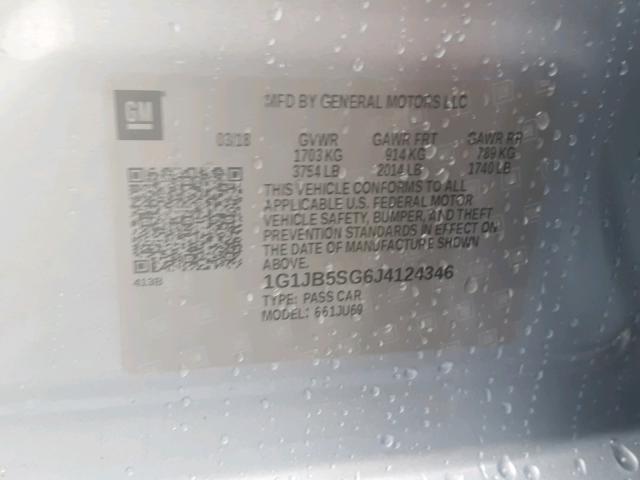 GM
MFD BY GENERAL MOTORS LLC
03/18 GVWR GAWR FRT GAWR RR
1703 KG 914 KG 789 KG
3754 LB 2014 LB 1740 LB
THIS VEHICLE CONFORMS TO ALL
APPLICABLE U.S. FEDERAL MOTOR
VEHICLE SAFETY, BUMPER, AND THEFT
PREVENTION STANDARDS IN EFFECT ON
THE DATE OF MANUFACTURE SHOWN
ABOVE.
413B
1G1JB5SG6J4124346
TYPE: PASS CAR
MODEL: 661JU69